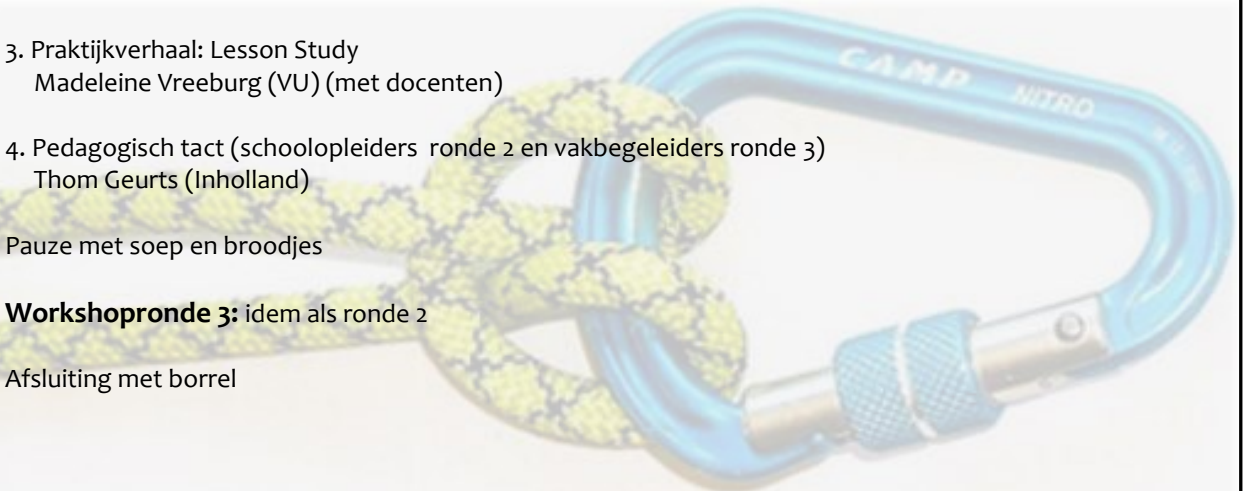 3. Praktijkverhaal: Lesson Study
Madeleine Vreeburg (VU) (met docenten)
4. Pedagogisch tact (schoolopleiders ronde 2 en vakbegeleiders ronde 3)
Thom Geurts (Inholland)
Pauze met soep en broodjes
Workshopronde 3: idem als ronde 2
Afsluiting met borrel
CAMP NITRO